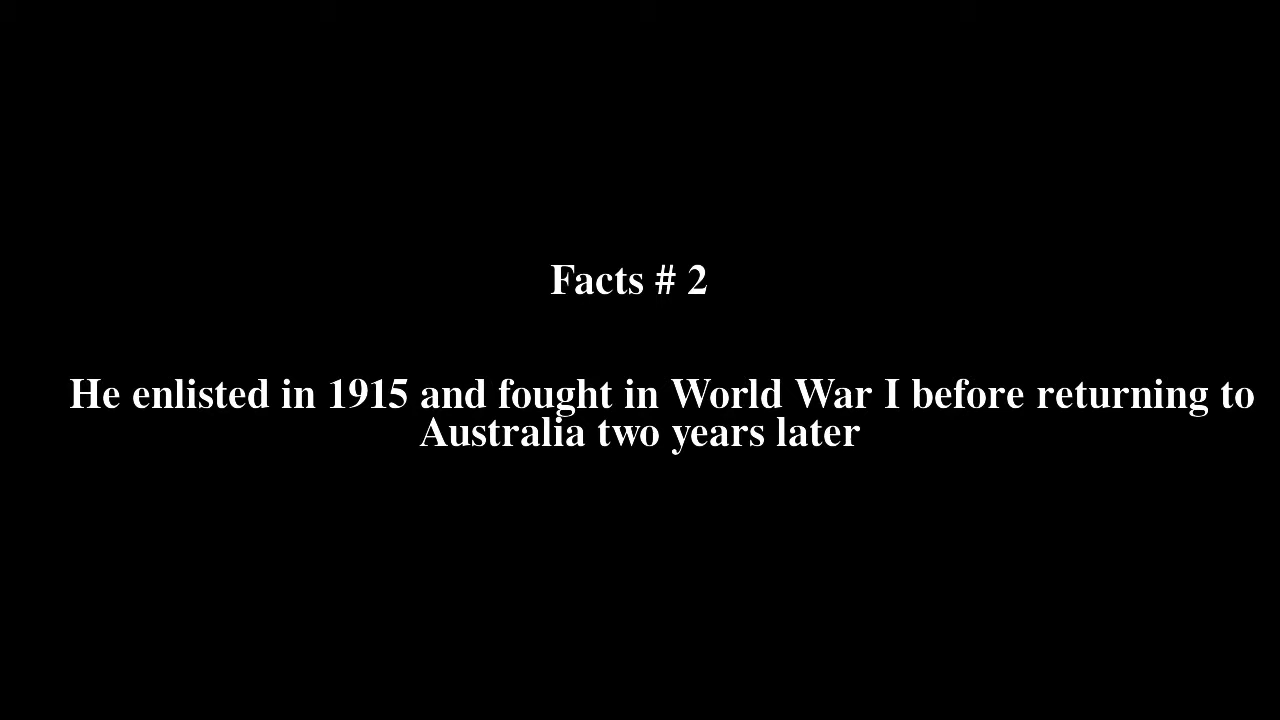 Facts # 2
He enlisted in 1915 and fought in World War I before returning to
Australia two years later